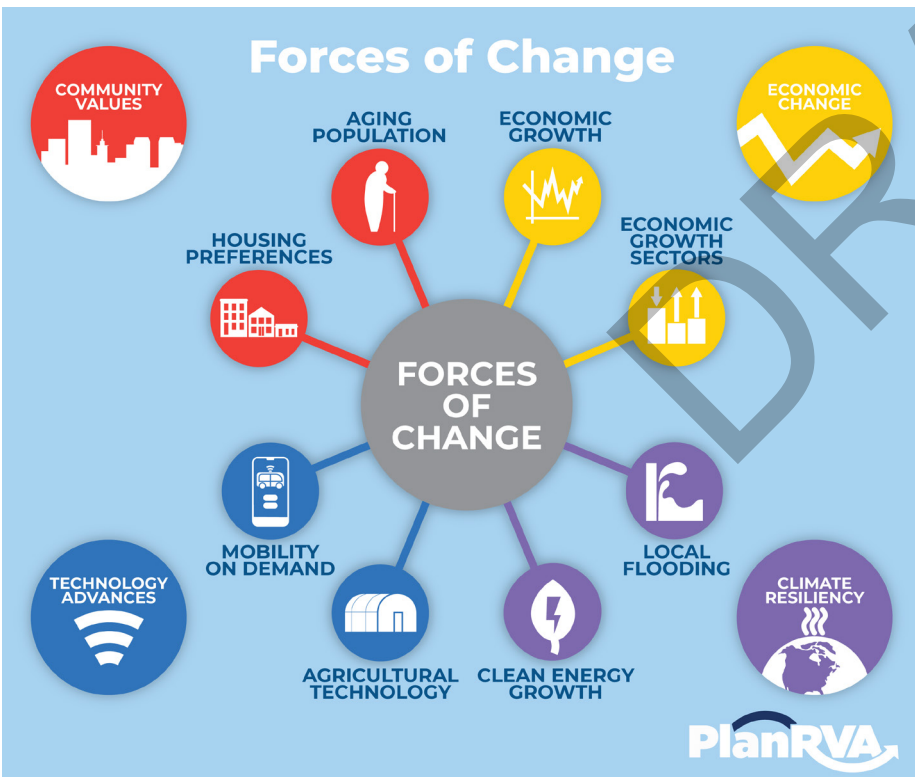 Forces of Change
COMMUNITY
VALUES
ECONOMIC
CHANGE
AGING
POPULATION
ECONOMIC
GROWTH
HOUSING
PREFERENCES
ECONOMIC
GROWTH
SECTORS
FORCES
OF
CHANGE
MOBILITY
ON DEMAND
LOCAL
FLOODING
TECHNOLOGY
ADVANCES
CLIMATE
RESILIENCY
AGRICULTURAL
TECHNOLOGY
CLEAN ENERGY
GROWTH
PlanRVA
DR